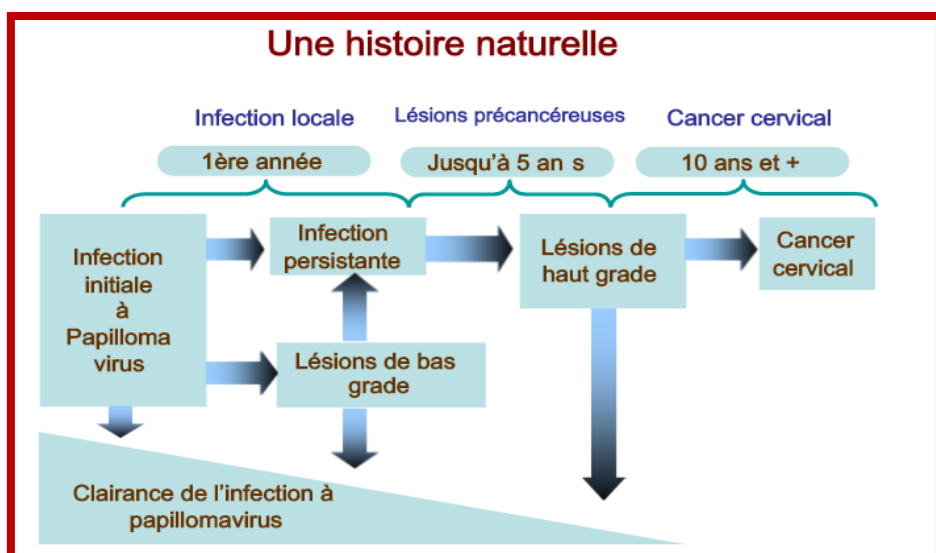 Une histoire naturelle
Infection locale
Lésions précancéreuses
Cancer cervical
1ère année
Jusqu'à 5 an s
10 ans et +
Infection
initiale
à
Papilloma
virus
Infection
persistante
Lésions de
haut grade
Cancer
cervical
Lésions de bas
grade
Clairance de l'infection à
papillomavirus